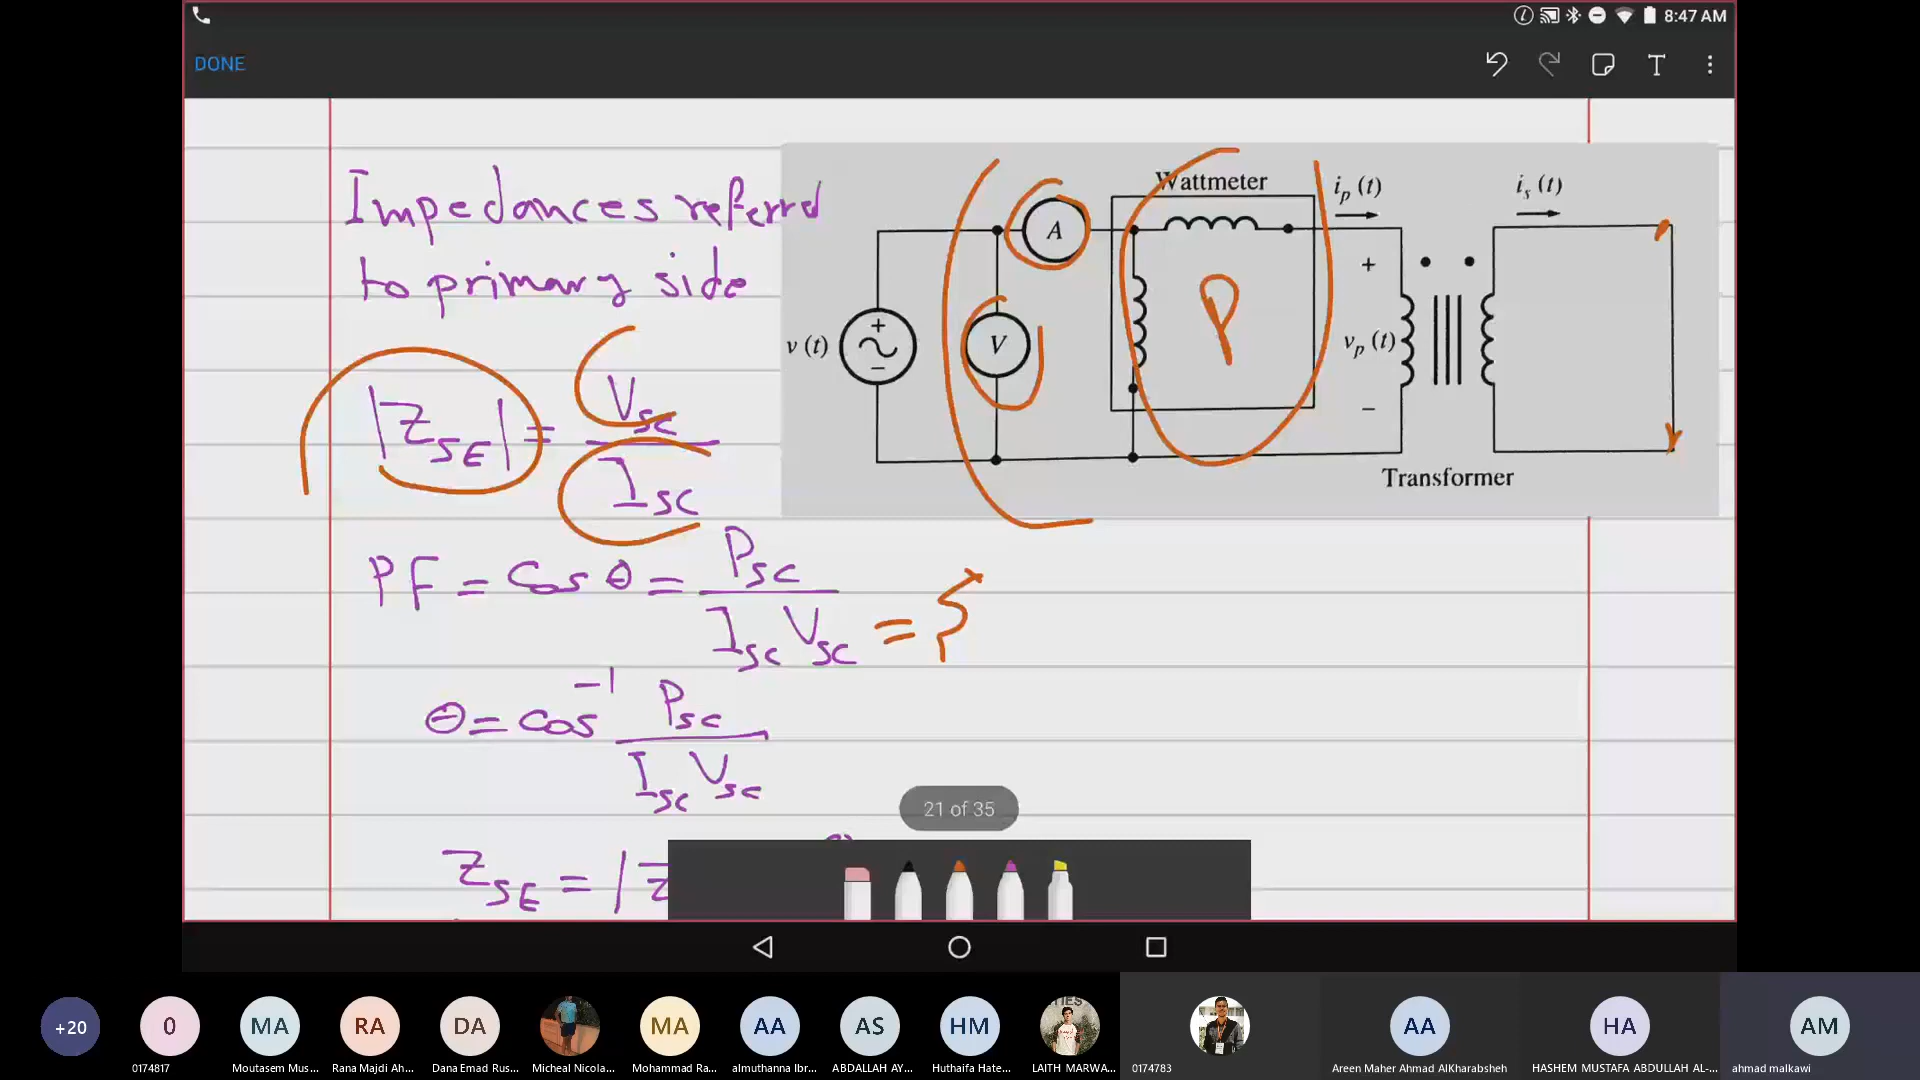 8:47 AM
DONE
Impedances referred
to primary side
|Z_SE| = V_sc / I_sc
PF = Cos θ = P_sc / I_sc V_sc =
θ = cos^-1 P_sc / I_sc V_sc
Z_SE = |Z
Wattmeter
i_p (t)
i_s (t)
A
P
+
+
v (t)
V
v_p (t)
−
−
Transformer
21 of 35
+20
0
MA
RA
DA
MA
AA
AS
HM
AA
HA
AM
0174817
Moutasem Mus...
Rana Majdi Ah...
Dana Emad Rus...
Micheal Nicola...
Mohammad Ra...
almuthanna Ibr...
ABDALLAH AY...
Huthaifa Hate...
LAITH MARWA...
0174783
Areen Maher Ahmad AlKharabsheh
HASHEM MUSTAFA ABDULLAH AL-...
ahmad malkawi